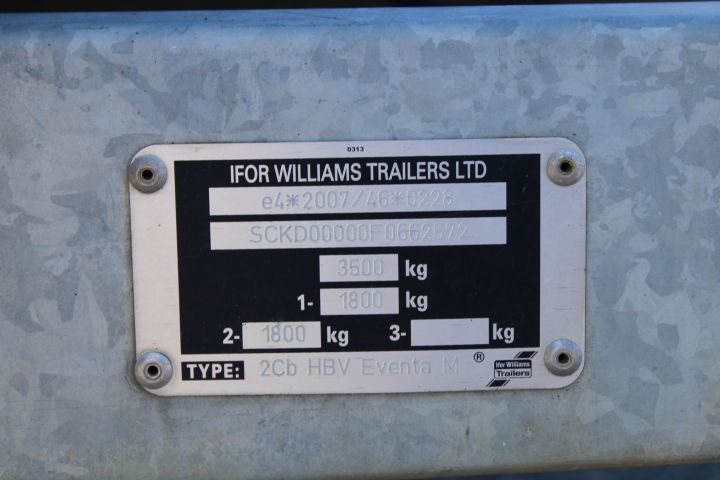 0313
IFOR WILLIAMS TRAILERS LTD
e4*2007/46*0228
SCKD00000F0662572
3500 kg
1- 1800 kg
2- 1800 kg 3- kg
TYPE: 2Cb HBV Eventa M ®
Ifor Williams
Trailers